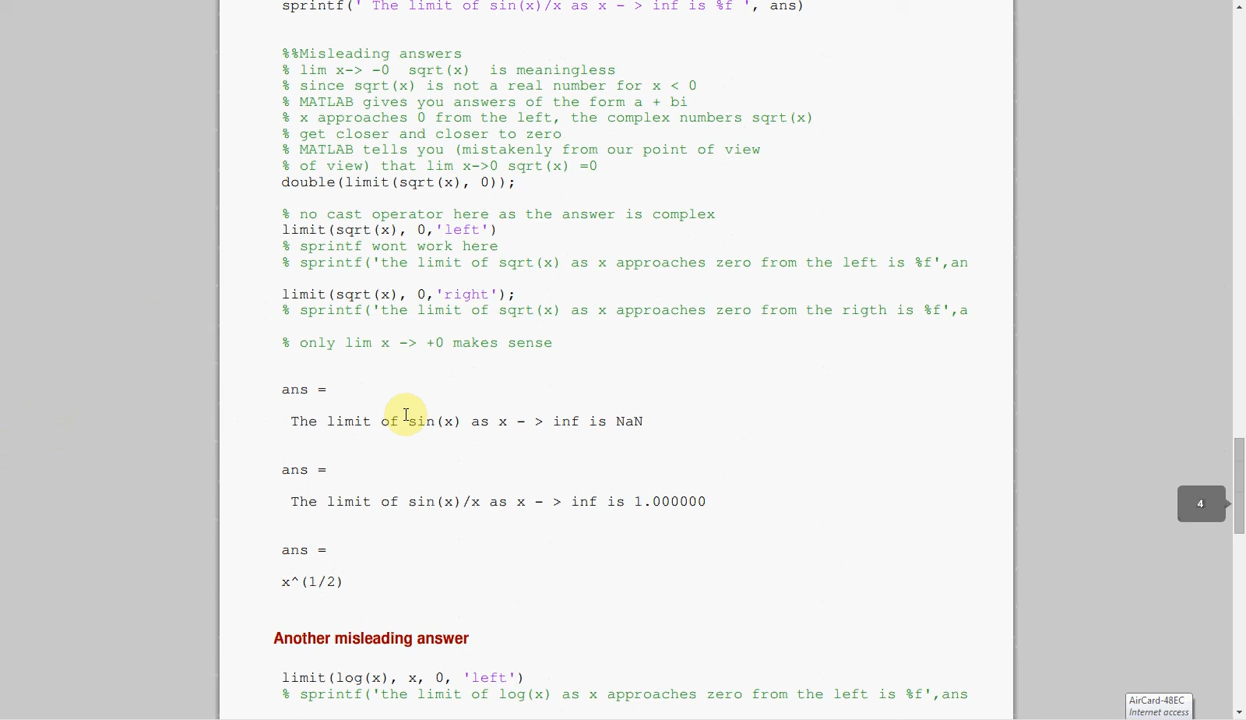 sprintf(' The limit of sin(x)/x as x - > inf is %f ', ans)
%%Misleading answers
% lim x-> -0  sqrt(x)  is meaningless
% since sqrt(x) is not a real number for x < 0
% MATLAB gives you answers of the form a + bi
% x approaches 0 from the left, the complex numbers sqrt(x)
% get closer and closer to zero
% MATLAB tells you (mistakenly from our point of view
% of view) that lim x->0 sqrt(x) =0
double(limit(sqrt(x), 0));
% no cast operator here as the answer is complex
limit(sqrt(x), 0,'left')
% sprintf wont work here
% sprintf('the limit of sqrt(x) as x approaches zero from the left is %f',an
limit(sqrt(x), 0,'right');
% sprintf('the limit of sqrt(x) as x approaches zero from the rigth is %f',a
% only lim x -> +0 makes sense
ans =
The limit of sin(x) as x - > inf is NaN
ans =
The limit of sin(x)/x as x - > inf is 1.000000
4
ans =
x^(1/2)
Another misleading answer
limit(log(x), x, 0, 'left')
% sprintf('the limit of log(x) as x approaches zero from the left is %f',ans
AirCard-48EC
Internet access